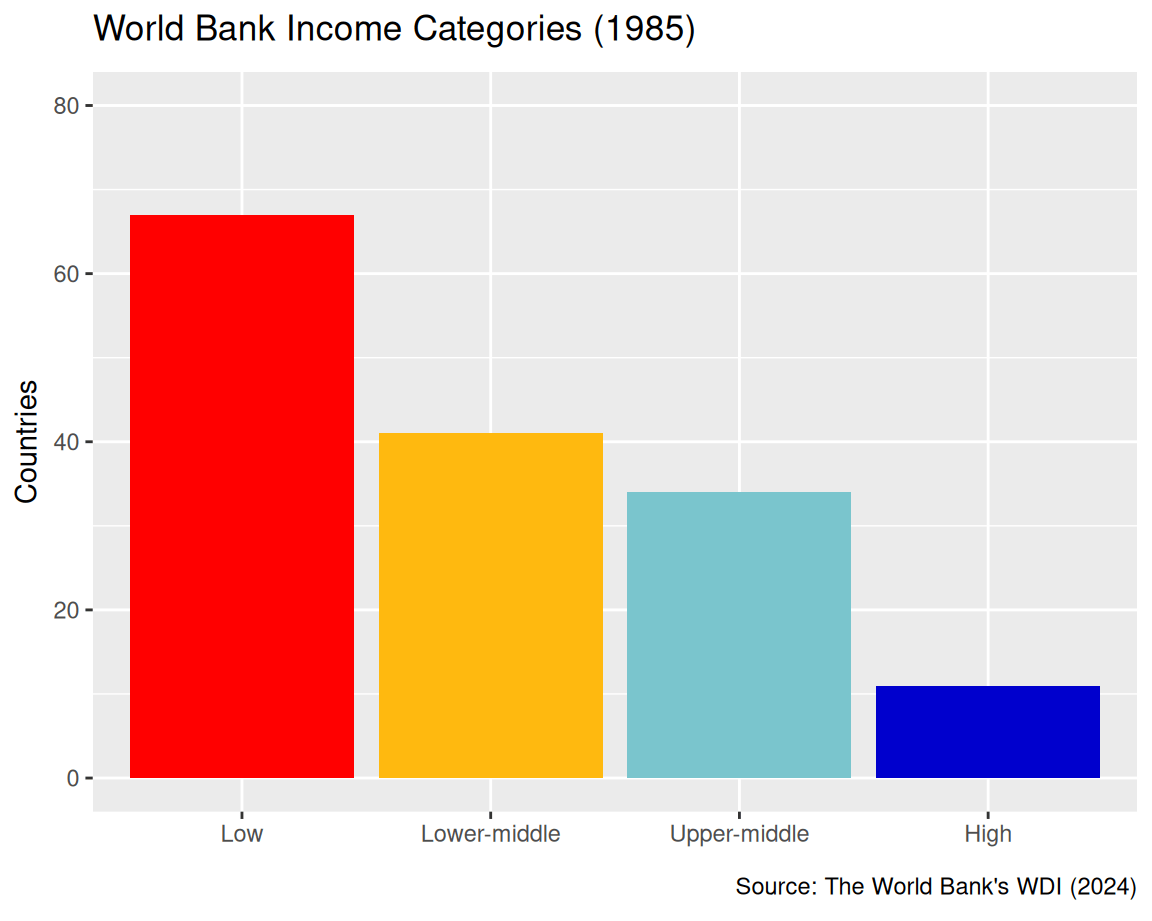 World Bank Income Categories (1985)
80
60
40
20
0
Countries
Low
Lower-middle
Upper-middle
High
Source: The World Bank's WDI (2024)